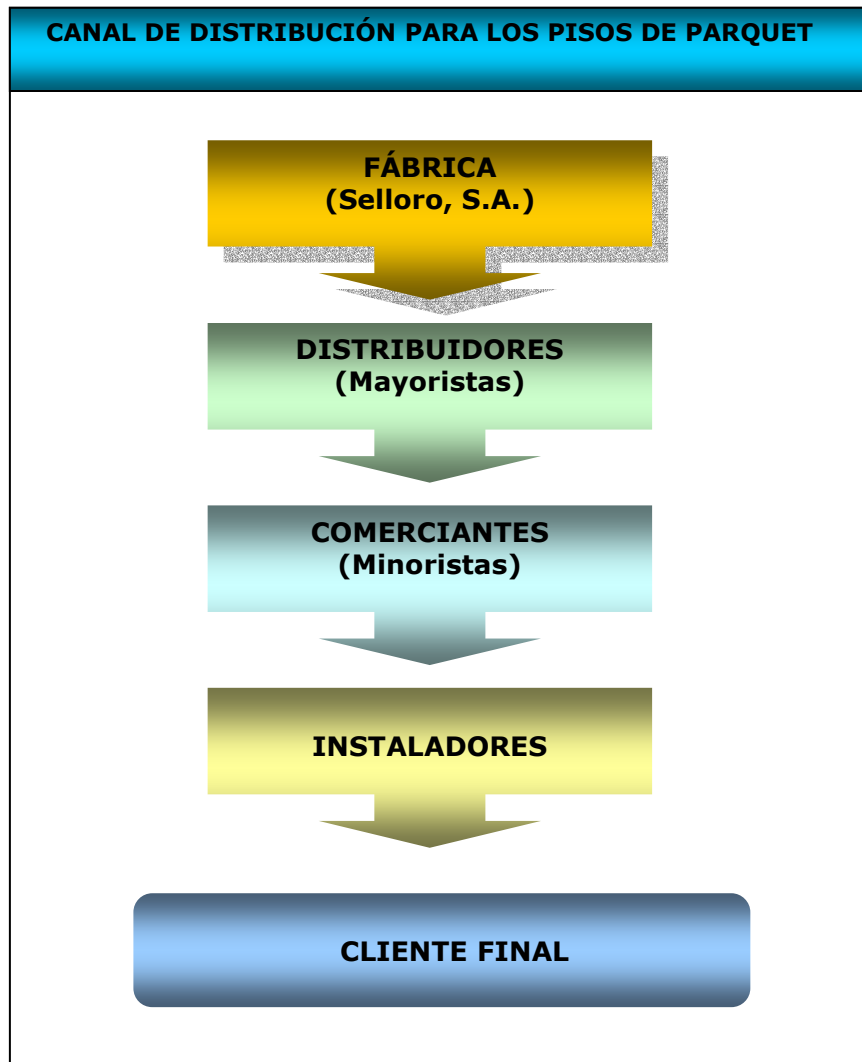 CANAL DE DISTRIBUCIÓN PARA LOS PISOS DE PARQUET
FÁBRICA
(Selloro, S.A.)
DISTRIBUIDORES
(Mayoristas)
COMERCIANTES
(Minoristas)
INSTALADORES
CLIENTE FINAL